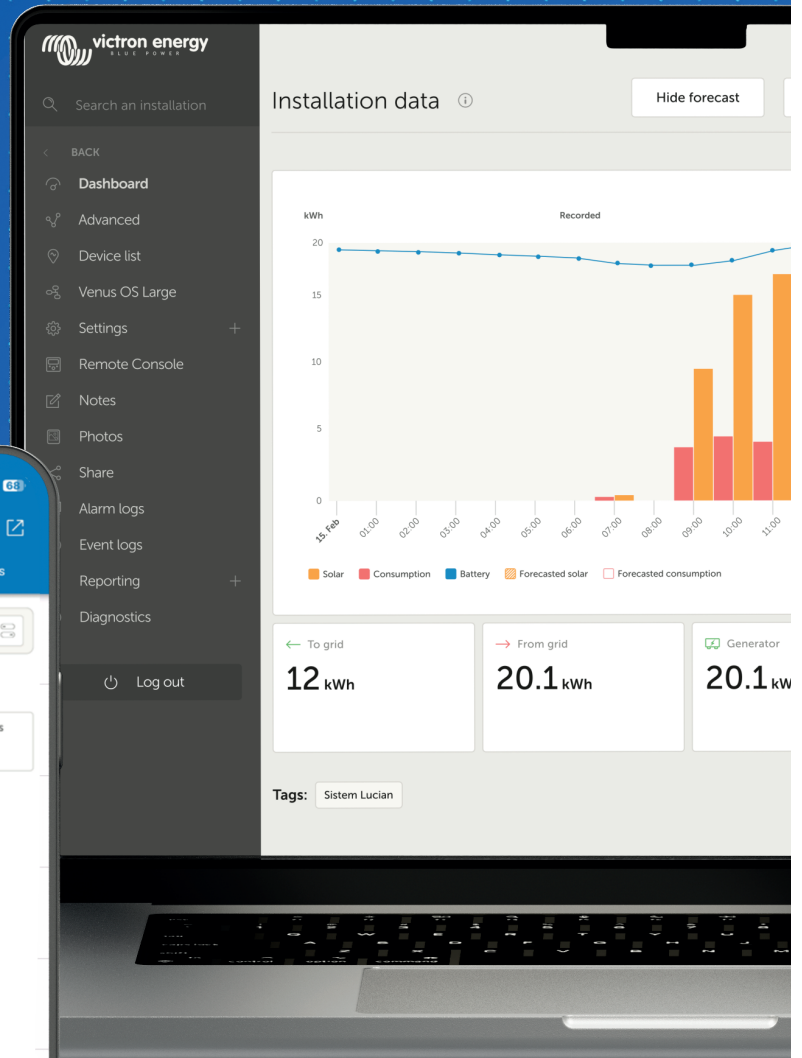 victron energy
BLUE POWER
Search an installation
BACK
Dashboard
Advanced
Device list
Venus OS Large
Settings
Remote Console
Notes
Photos
Share
Alarm logs
Event logs
Reporting
Diagnostics
Log out
Installation data
Hide forecast
kWh
Recorded
20
15
10
5
0
15. Feb
01:00
02:00
03:00
04:00
05:00
06:00
07:00
08:00
09:00
10:00
11:00
Solar
Consumption
Battery
Forecasted solar
Forecasted consumption
To grid
12 kWh
From grid
20.1 kWh
Generator
20.1 kW
Tags:
Sistem Lucian
68
s
s
control
option
command